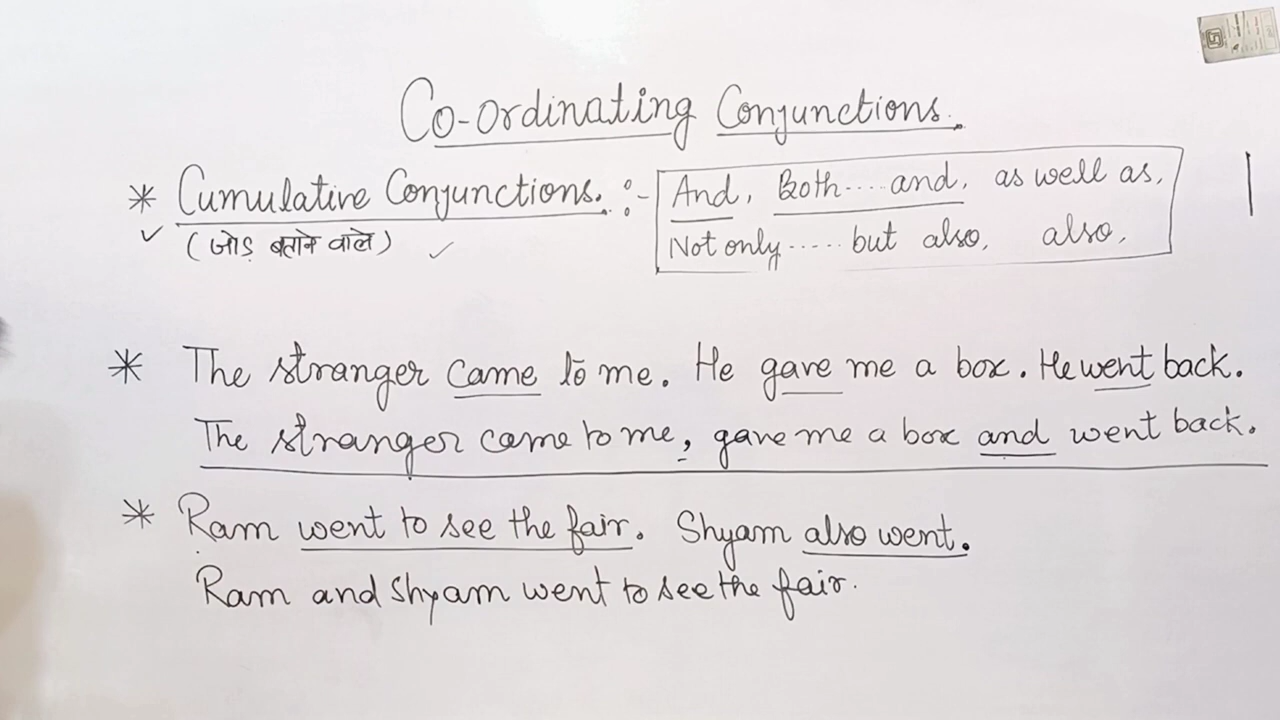 Co-ordinating Conjunctions.
* Cumulative Conjunctions. :- And, Both.....and, as well as,
(जोड़ बताने वाले) Not only ...... but also, also,
* The stranger came to me. He gave me a box. He went back.
The stranger came to me, gave me a box and went back.
* Ram went to see the fair. Shyam also went.
Ram and Shyam went to see the fair.